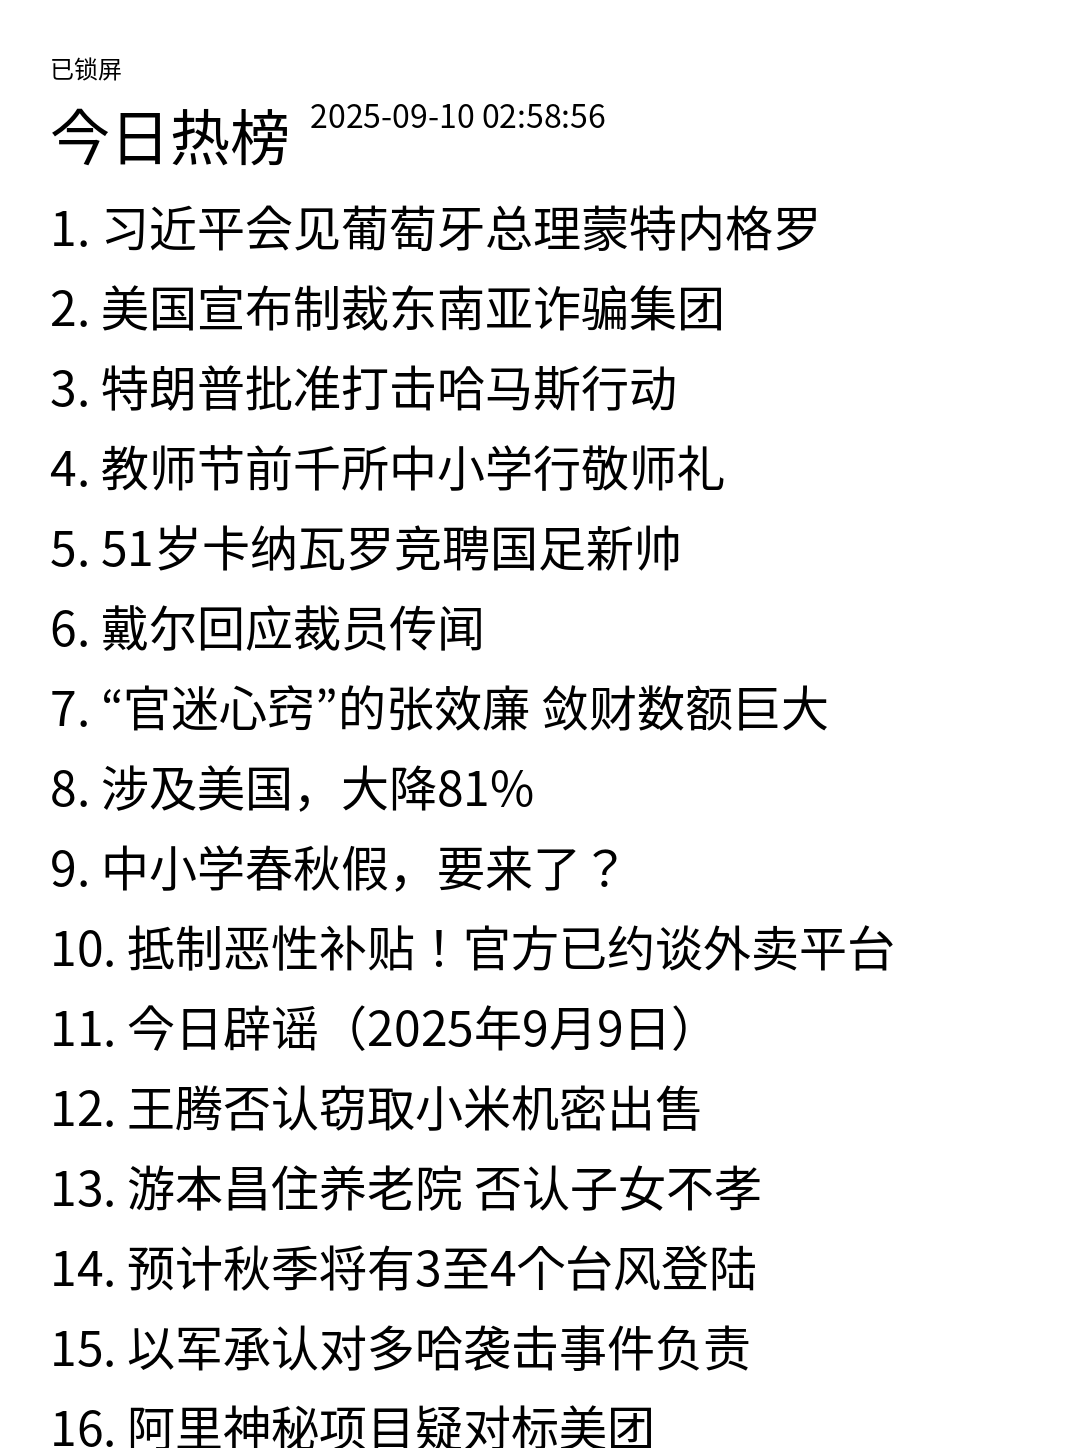 已锁屏
今日热榜 2025-09-10 02:58:56
1. 习近平会见葡萄牙总理蒙特内格罗
2. 美国宣布制裁东南亚诈骗集团
3. 特朗普批准打击哈马斯行动
4. 教师节前千所中小学行敬师礼
5. 51岁卡纳瓦罗竞聘国足新帅
6. 戴尔回应裁员传闻
7. “官迷心窍”的张效廉 敛财数额巨大
8. 涉及美国，大降81%
9. 中小学春秋假，要来了？
10. 抵制恶性补贴！官方已约谈外卖平台
11. 今日辟谣（2025年9月9日）
12. 王腾否认窃取小米机密出售
13. 游本昌住养老院 否认子女不孝
14. 预计秋季将有3至4个台风登陆
15. 以军承认对多哈袭击事件负责
16. 阿里神秘项目疑对标美团